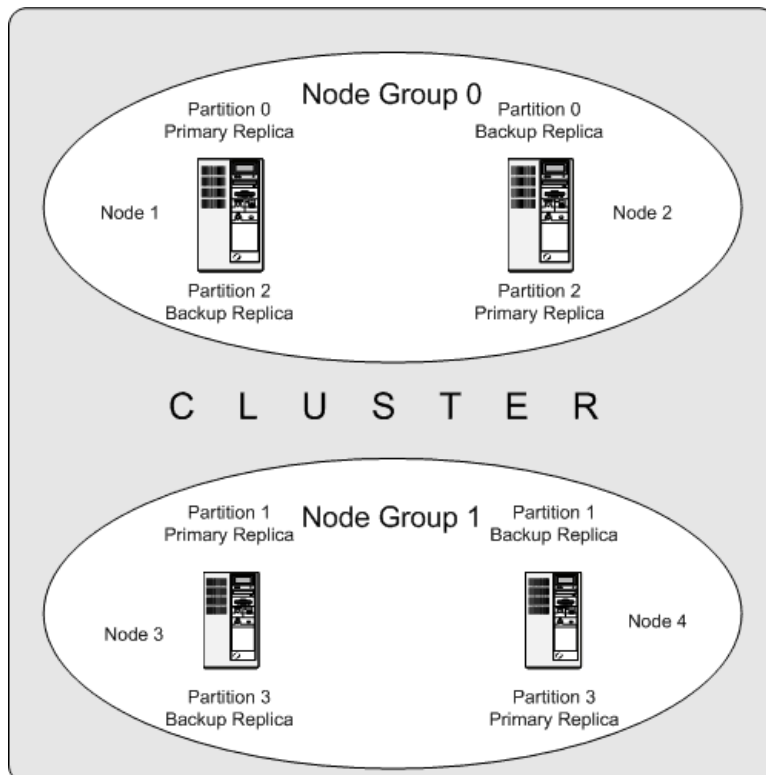 Node Group 0
Partition 0
Primary Replica
Partition 0
Backup Replica
Node 1
Node 2
Partition 2
Backup Replica
Partition 2
Primary Replica
C L U S T E R
Node Group 1
Partition 1
Primary Replica
Partition 1
Backup Replica
Node 3
Node 4
Partition 3
Backup Replica
Partition 3
Primary Replica